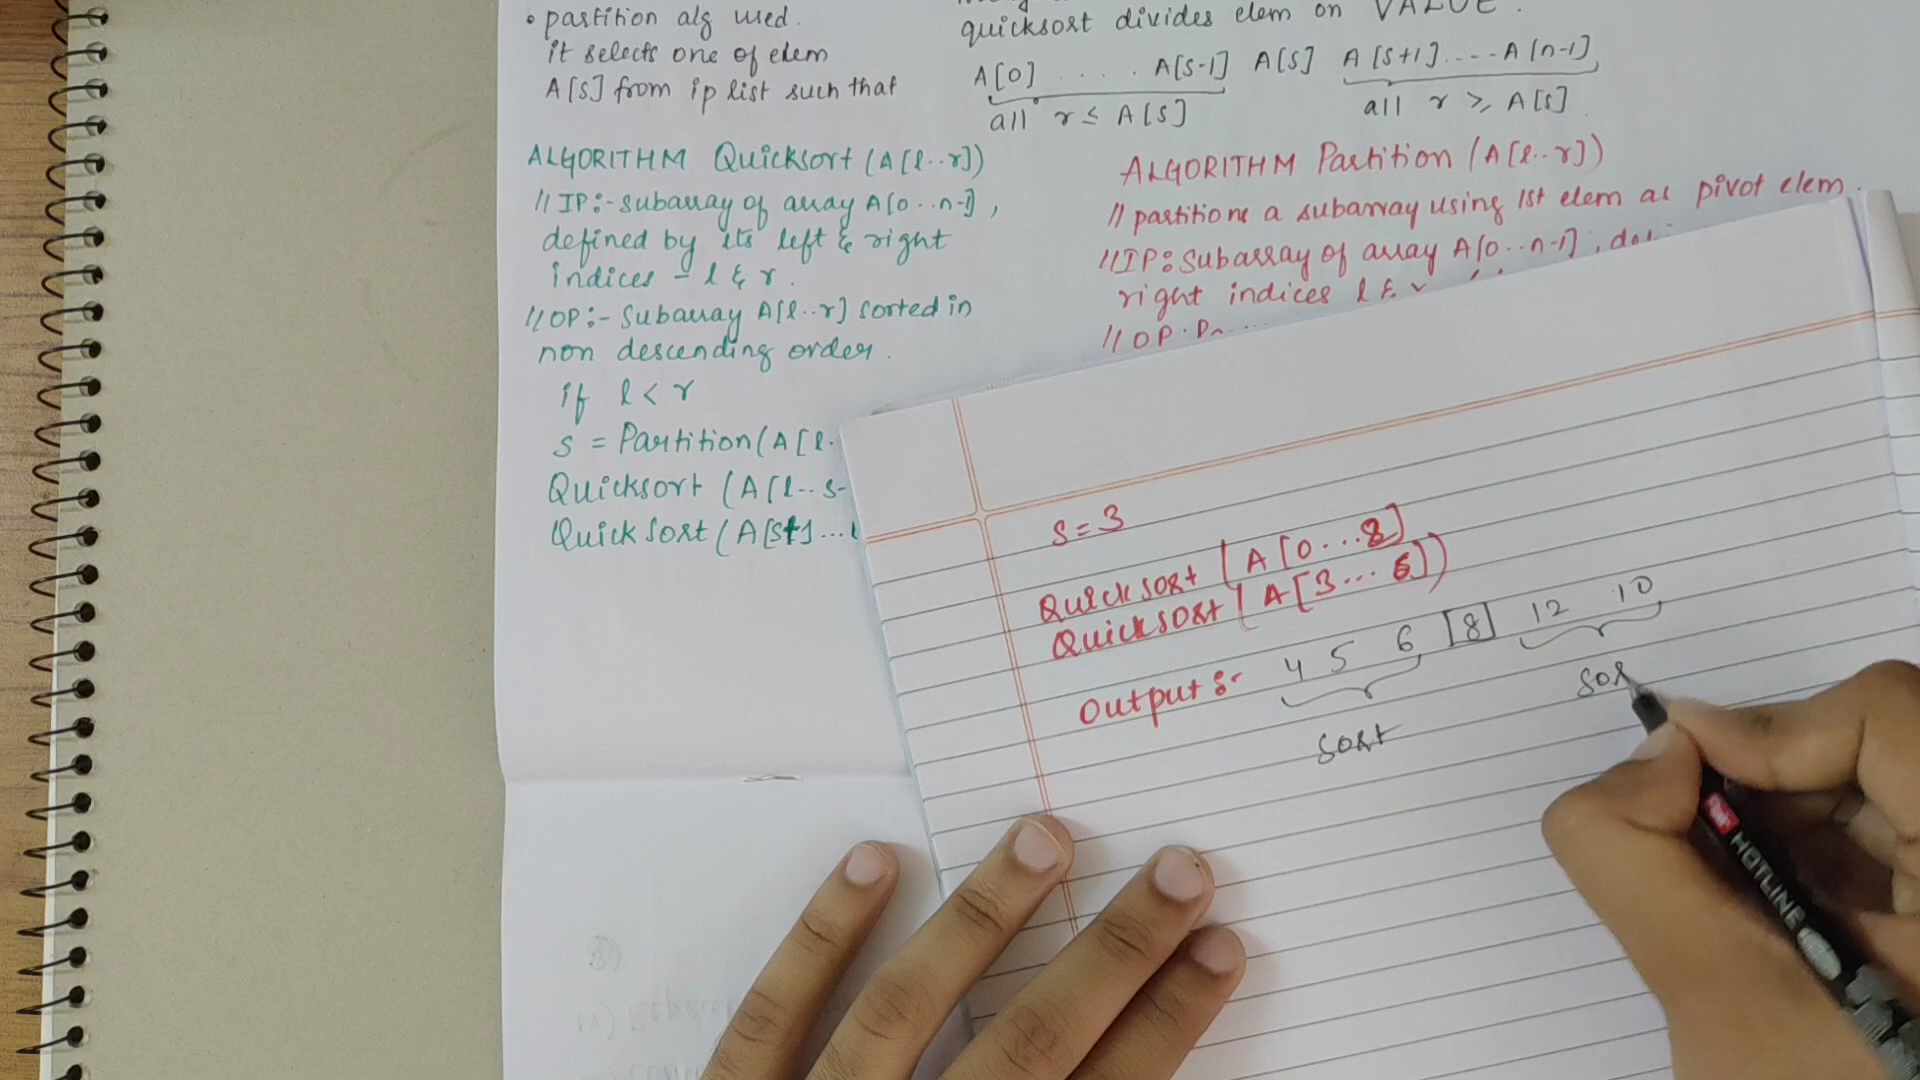 • partition alg used.
it selects one of elem
A[S] from ip list such that
quicksort divides elem on VALUE.
A[0] .... A[S-1] A[S] A[S+1]....A[n-1]
all r ≤ A[S] all r ≥ A[S]
ALGORITHM Quicksort (A[l..r])
// IP:- subarray of array A[0..n-1],
defined by its left & right
indices - l & r.
// OP:- Subarray A[l..r] sorted in
non descending order.
if l < r
S = Partition(A[l.
Quicksort (A[l..s-
QuickSort (A[S+1...
ALGORITHM Partition (A[l..r])
// partitions a subarray using 1st elem as pivot elem.
// IP: Subarray of array A[0..n-1],
right indices l &
// OP
S=3
Quicksort (A[0...2]
Quicksort (A[3...6]))
Output:- 4 5 6 [8] 12 10
sort
HOTLINE